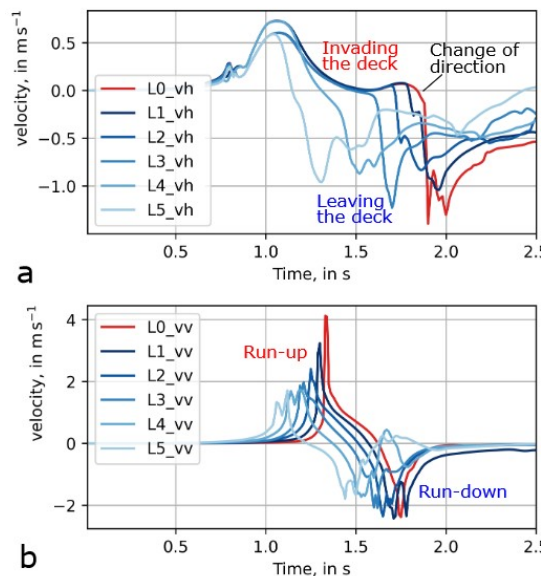 a
velocity, in m s⁻¹
0.5
0.0
−0.5
−1.0
L0_vh
L1_vh
L2_vh
L3_vh
L4_vh
L5_vh
Invading
the deck
Change of
direction
Leaving
the deck
0.5
1.0
1.5
2.0
2.5
Time, in s
b
velocity, in m s⁻¹
4
2
0
−2
L0_vv
L1_vv
L2_vv
L3_vv
L4_vv
L5_vv
Run-up
Run-down
0.5
1.0
1.5
2.0
2.5
Time, in s